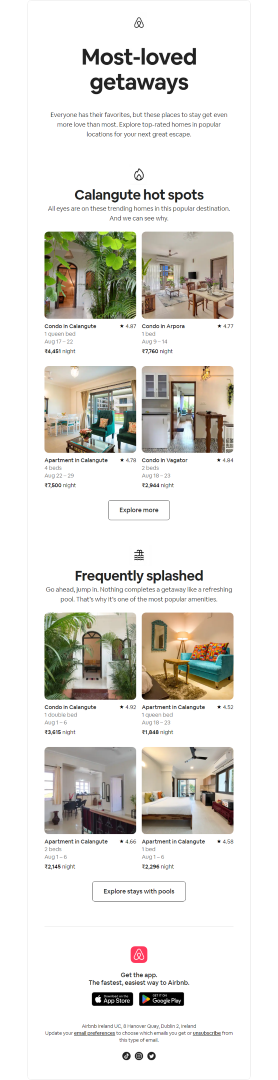 Most-loved
getaways
Everyone has their favorites, but these places to stay get even
more love than most. Explore top-rated homes in popular
locations for your next great escape.
Calangute hot spots
All eyes are on these trending homes in this popular destination.
And we can see why.
Condo in Calangute ★ 4.87
1 queen bed
Aug 17 – 22
₹4,451 night
Condo in Arpora ★ 4.77
1 bed
Aug 9 – 14
₹7,760 night
Apartment in Calangute ★ 4.78
4 beds
Aug 22 – 29
₹7,500 night
Condo in Vagator ★ 4.84
2 beds
Aug 18 – 23
₹2,944 night
Explore more
Frequently splashed
Go ahead, jump in. Nothing completes a getaway like a refreshing
pool. That's why it's one of the most popular amenities.
Condo in Calangute ★ 4.92
1 double bed
Aug 1 – 6
₹3,615 night
Apartment in Calangute ★ 4.52
1 queen bed
Aug 18 – 23
₹1,848 night
Apartment in Calangute ★ 4.66
2 beds
Aug 1 – 6
₹2,145 night
Apartment in Calangute ★ 4.58
1 bed
Aug 1 – 6
₹2,296 night
Explore stays with pools
Get the app.
The fastest, easiest way to Airbnb.
Download on the
App Store
GET IT ON
Google Play
Airbnb Ireland UC, 8 Hanover Quay, Dublin 2, Ireland
Update your email preferences to choose which emails you get or unsubscribe from
this type of email.